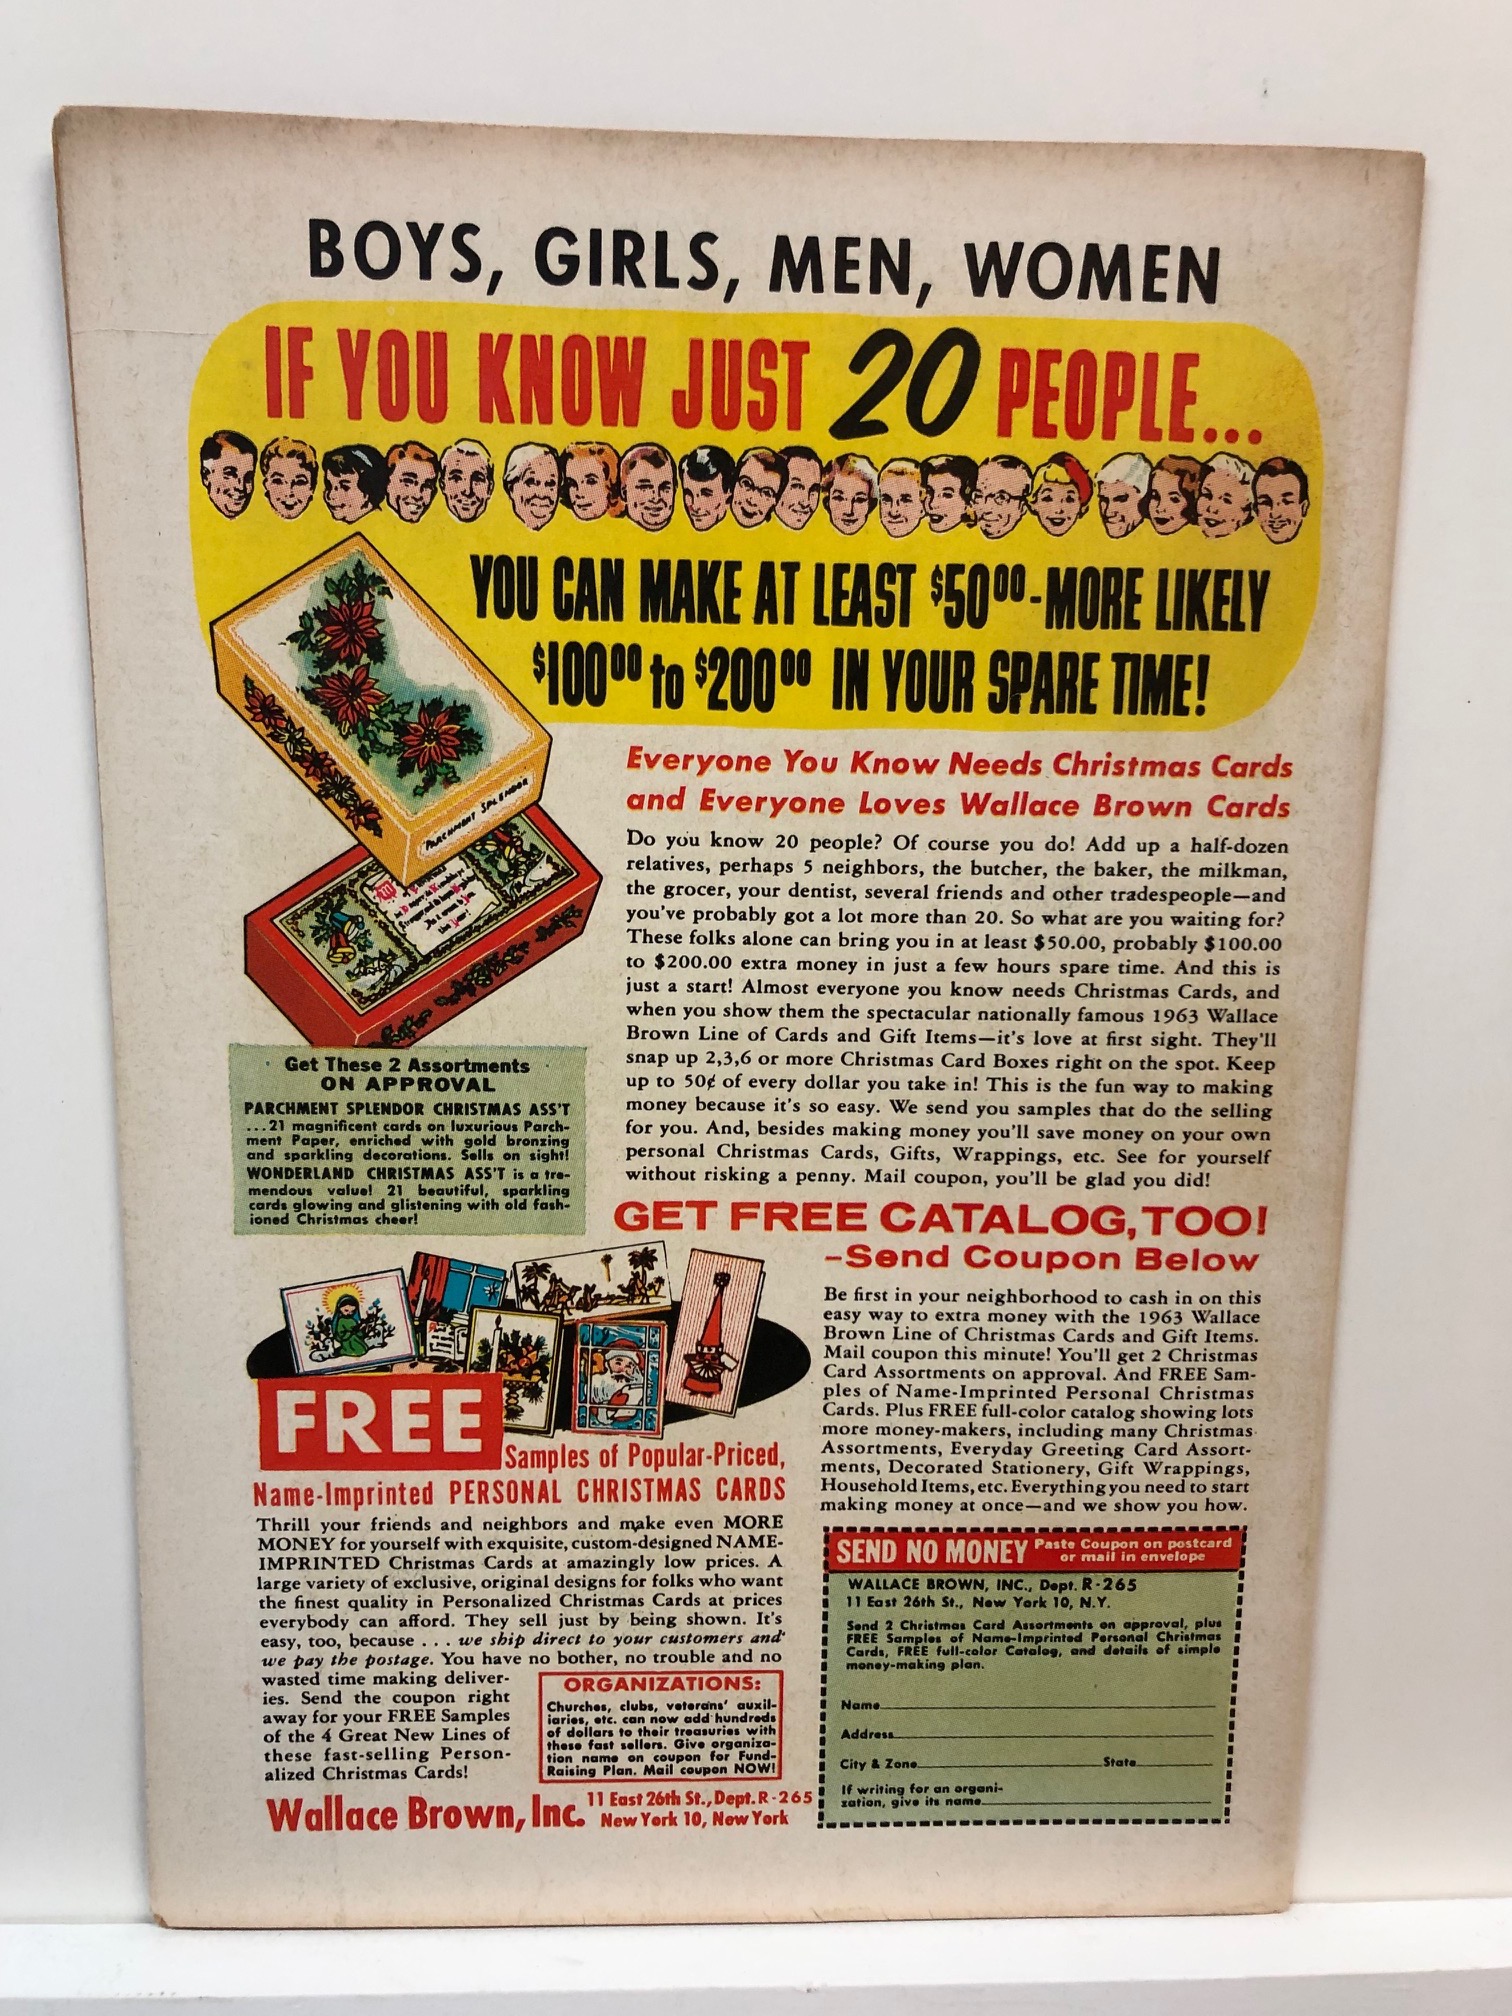 BOYS, GIRLS, MEN, WOMEN
IF YOU KNOW JUST 20 PEOPLE...
YOU CAN MAKE AT LEAST $50⁰⁰-MORE LIKELY
$100⁰⁰ to $200⁰⁰ IN YOUR SPARE TIME!
PARCHMENT SPLENDOR
Everyone You Know Needs Christmas Cards
and Everyone Loves Wallace Brown Cards
Do you know 20 people? Of course you do! Add up a half-dozen
relatives, perhaps 5 neighbors, the butcher, the baker, the milkman,
the grocer, your dentist, several friends and other tradespeople—and
you've probably got a lot more than 20. So what are you waiting for?
These folks alone can bring you in at least $50.00, probably $100.00
to $200.00 extra money in just a few hours spare time. And this is
just a start! Almost everyone you know needs Christmas Cards, and
when you show them the spectacular nationally famous 1963 Wallace
Brown Line of Cards and Gift Items—it's love at first sight. They'll
snap up 2,3,6 or more Christmas Card Boxes right on the spot. Keep
up to 50¢ of every dollar you take in! This is the fun way to making
money because it's so easy. We send you samples that do the selling
for you. And, besides making money you'll save money on your own
personal Christmas Cards, Gifts, Wrappings, etc. See for yourself
without risking a penny. Mail coupon, you'll be glad you did!
Get These 2 Assortments
ON APPROVAL
PARCHMENT SPLENDOR CHRISTMAS ASS'T
...21 magnificent cards on luxurious Parch-
ment Paper, enriched with gold bronzing
and sparkling decorations. Sells on sight!
WONDERLAND CHRISTMAS ASS'T is a tre-
mendous value! 21 beautiful, sparkling
cards glowing and glistening with old fash-
ioned Christmas cheer!
GET FREE CATALOG, TOO!
–Send Coupon Below
Be first in your neighborhood to cash in on this
easy way to extra money with the 1963 Wallace
Brown Line of Christmas Cards and Gift Items.
Mail coupon this minute! You'll get 2 Christmas
Card Assortments on approval. And FREE Sam-
ples of Name-Imprinted Personal Christmas
Cards. Plus FREE full-color catalog showing lots
more money-makers, including many Christmas
Assortments, Everyday Greeting Card Assort-
ments, Decorated Stationery, Gift Wrappings,
Household Items, etc. Everything you need to start
making money at once—and we show you how.
FREE
Samples of Popular-Priced,
Name-Imprinted PERSONAL CHRISTMAS CARDS
Thrill your friends and neighbors and make even MORE
MONEY for yourself with exquisite, custom-designed NAME-
IMPRINTED Christmas Cards at amazingly low prices. A
large variety of exclusive, original designs for folks who want
the finest quality in Personalized Christmas Cards at prices
everybody can afford. They sell just by being shown. It's
easy, too, because . . . we ship direct to your customers and
we pay the postage. You have no bother, no trouble and no
wasted time making deliver-
ies. Send the coupon right
away for your FREE Samples
of the 4 Great New Lines of
these fast-selling Person-
alized Christmas Cards!
ORGANIZATIONS:
Churches, clubs, veterans' auxil-
iaries, etc. can now add hundreds
of dollars to their treasuries with
these fast sellers. Give organiza-
tion name on coupon for Fund-
Raising Plan. Mail coupon NOW!
Wallace Brown, Inc.
11 East 26th St., Dept. R-265
New York 10, New York
SEND NO MONEY
Paste Coupon on postcard
or mail in envelope
WALLACE BROWN, INC., Dept. R-265
11 East 26th St., New York 10, N.Y.
Send 2 Christmas Card Assortments on approval, plus
FREE Samples of Name-Imprinted Personal Christmas
Cards, FREE full-color Catalog, and details of simple
money-making plan.
Name
Address
City & Zone State
If writing for an organi-
zation, give its name